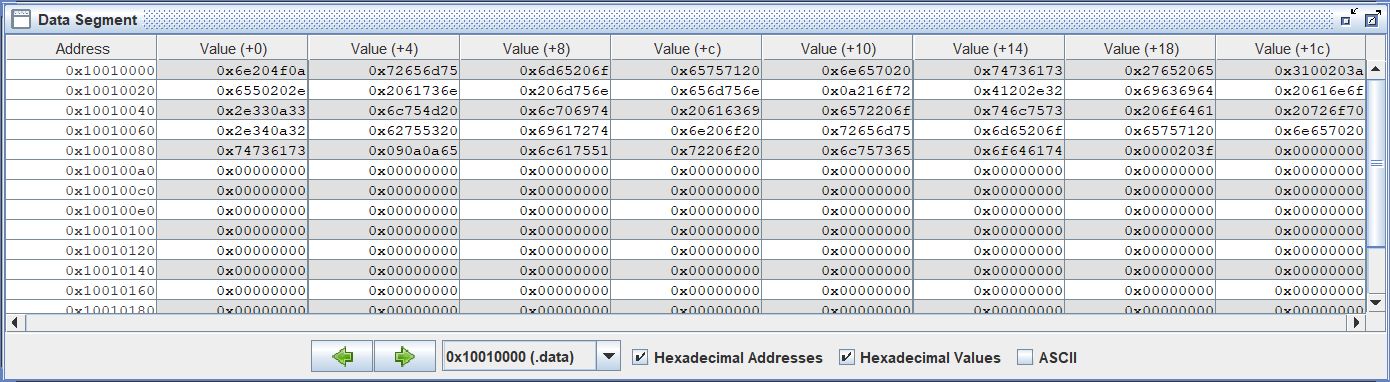 Data Segment
Address Value (+0) Value (+4) Value (+8) Value (+c) Value (+10) Value (+14) Value (+18) Value (+1c)
0x10010000 0x6e204f0a 0x72656d75 0x6d65206f 0x65757120 0x6e657020 0x74736173 0x27652065 0x3100203a
0x10010020 0x6550202e 0x2061736e 0x206d756e 0x656d756e 0x0a216f72 0x41202e32 0x69636964 0x20616e6f
0x10010040 0x2e330a33 0x6c754d20 0x6c706974 0x20616369 0x6572206f 0x746c7573 0x206f6461 0x20726f70
0x10010060 0x2e340a32 0x62755320 0x69617274 0x6e206f20 0x72656d75 0x6d65206f 0x65757120 0x6e657020
0x10010080 0x74736173 0x090a0a65 0x6c617551 0x72206f20 0x6c757365 0x6f646174 0x0000203f 0x00000000
0x100100a0 0x00000000 0x00000000 0x00000000 0x00000000 0x00000000 0x00000000 0x00000000 0x00000000
0x100100c0 0x00000000 0x00000000 0x00000000 0x00000000 0x00000000 0x00000000 0x00000000 0x00000000
0x100100e0 0x00000000 0x00000000 0x00000000 0x00000000 0x00000000 0x00000000 0x00000000 0x00000000
0x10010100 0x00000000 0x00000000 0x00000000 0x00000000 0x00000000 0x00000000 0x00000000 0x00000000
0x10010120 0x00000000 0x00000000 0x00000000 0x00000000 0x00000000 0x00000000 0x00000000 0x00000000
0x10010140 0x00000000 0x00000000 0x00000000 0x00000000 0x00000000 0x00000000 0x00000000 0x00000000
0x10010160 0x00000000 0x00000000 0x00000000 0x00000000 0x00000000 0x00000000 0x00000000 0x00000000
0x10010180 0x00000000 0x00000000 0x00000000 0x00000000 0x00000000 0x00000000 0x00000000 0x00000000
0x10010000 (.data) Hexadecimal Addresses Hexadecimal Values ASCII